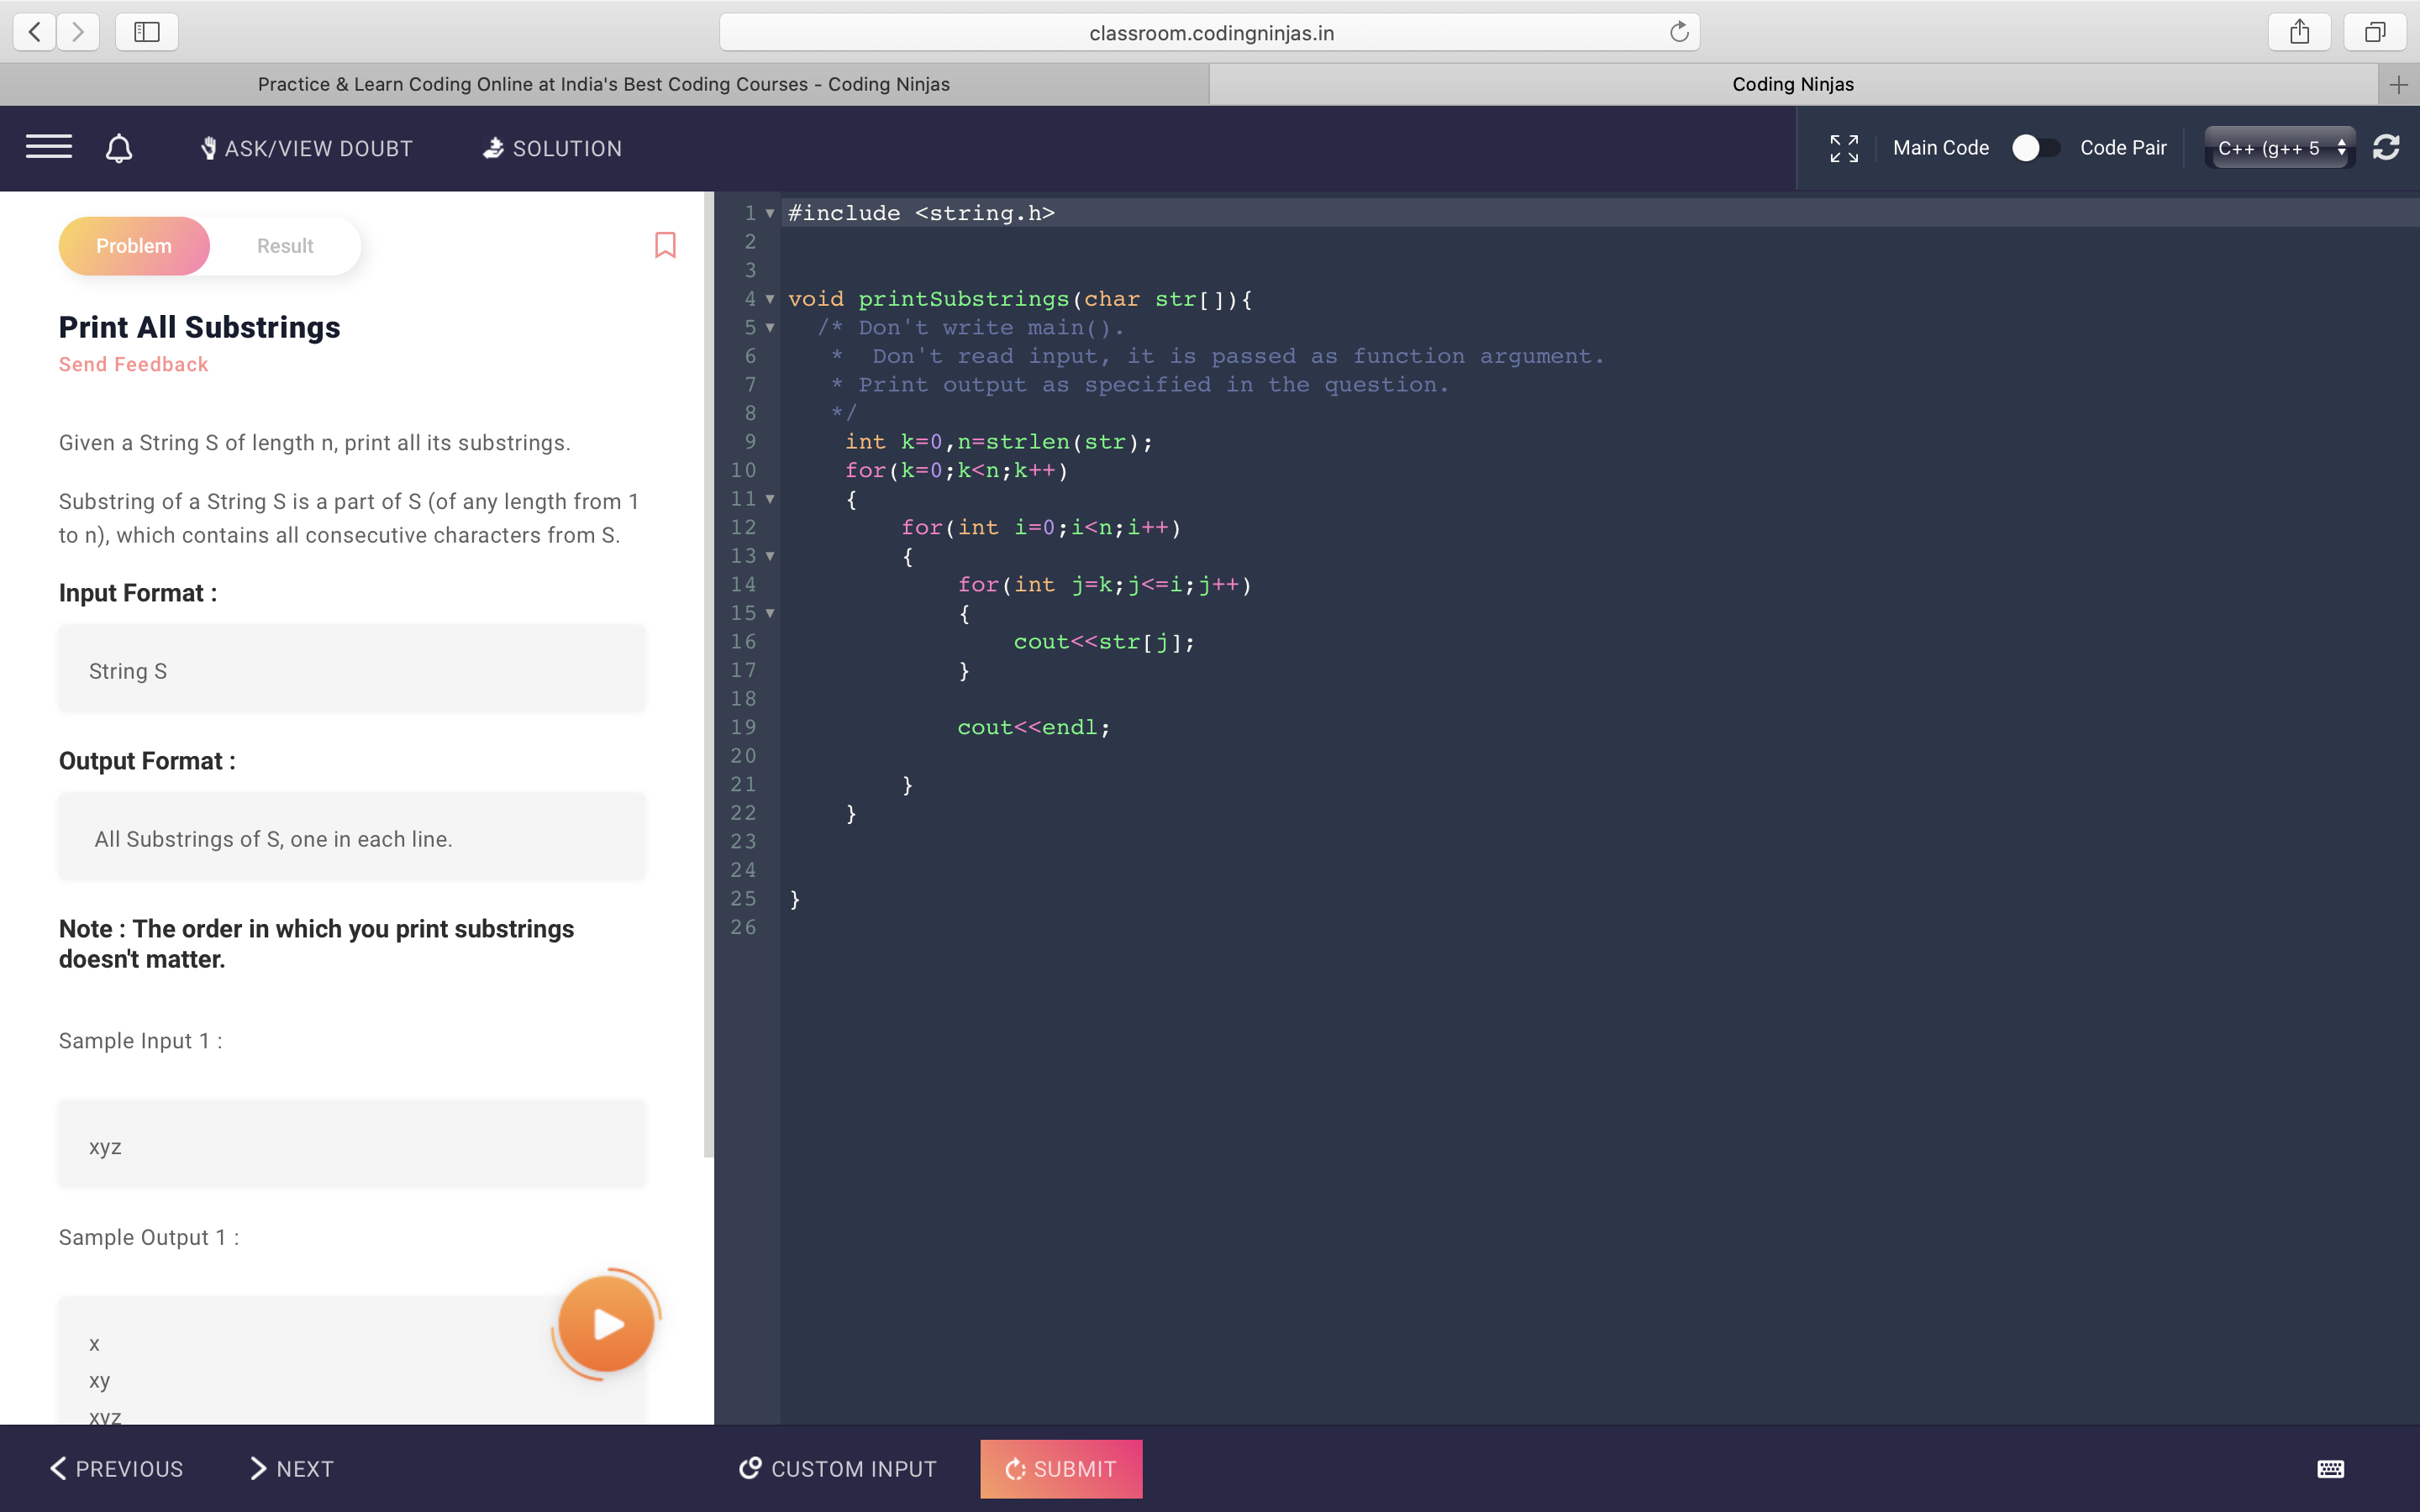 classroom.codingninjas.in
Practice & Learn Coding Online at India's Best Coding Courses - Coding Ninjas
Coding Ninjas
ASK/VIEW DOUBT
SOLUTION
Main Code
Code Pair
C++ (g++ 5
Problem
Result
Print All Substrings
Send Feedback
Given a String S of length n, print all its substrings.
Substring of a String S is a part of S (of any length from 1
to n), which contains all consecutive characters from S.
Input Format :
String S
Output Format :
All Substrings of S, one in each line.
Note : The order in which you print substrings
doesn't matter.
Sample Input 1 :
xyz
Sample Output 1 :
x
xy
xyz
1 #include <string.h>
2
3
4 void printSubstrings(char str[]){
5 /* Don't write main().
6 * Don't read input, it is passed as function argument.
7 * Print output as specified in the question.
8 */
9 int k=0,n=strlen(str);
10 for(k=0;k<n;k++)
11 {
12 for(int i=0;i<n;i++)
13 {
14 for(int j=k;j<=i;j++)
15 {
16 cout<<str[j];
17 }
18
19 cout<<endl;
20
21 }
22 }
23
24
25 }
26
PREVIOUS
NEXT
CUSTOM INPUT
SUBMIT